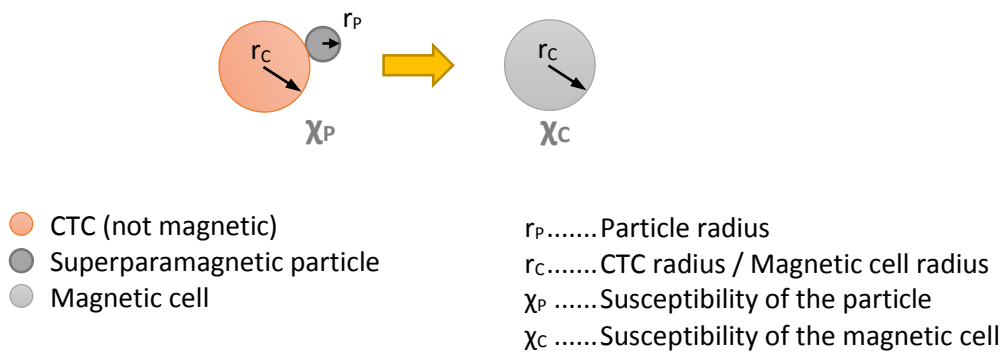 rP
rC
rC
χP
χC
CTC (not magnetic)
Superparamagnetic particle
Magnetic cell
rP.......Particle radius
rC.......CTC radius / Magnetic cell radius
χP .....Susceptibility of the particle
χC .....Susceptibility of the magnetic cell